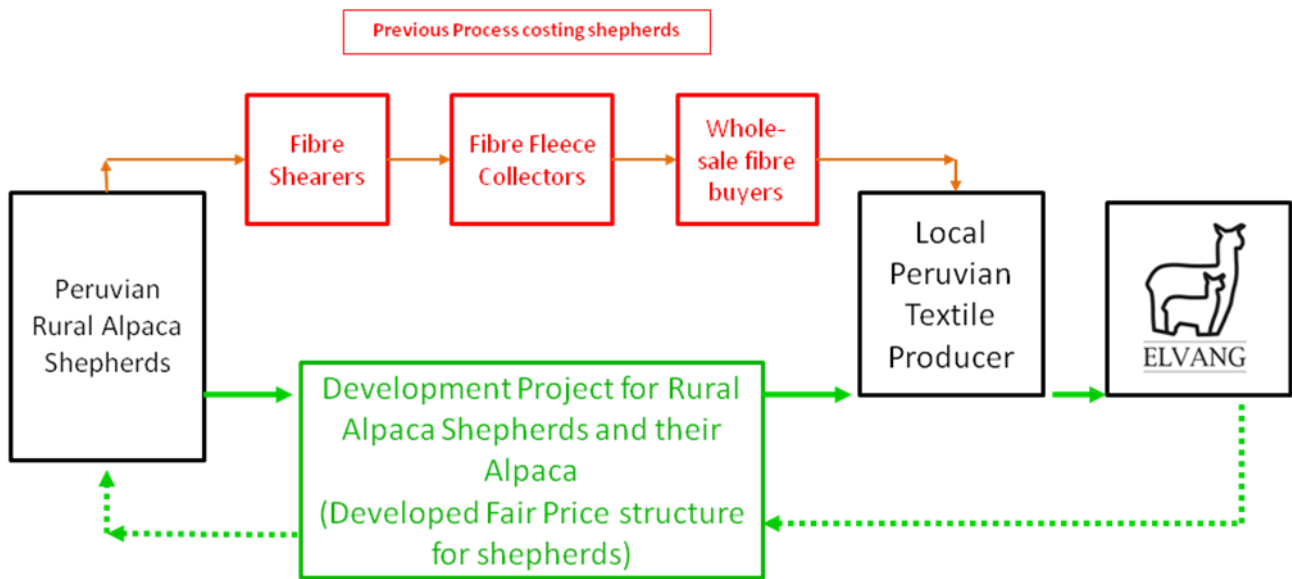 Previous Process costing shepherds
Fibre
Shearers
Fibre Fleece
Collectors
Whole-
sale fibre
buyers
Peruvian
Rural Alpaca
Shepherds
Local
Peruvian
Textile
Producer
ELVANG
Development Project for Rural
Alpaca Shepherds and their
Alpaca
(Developed Fair Price structure
for shepherds)